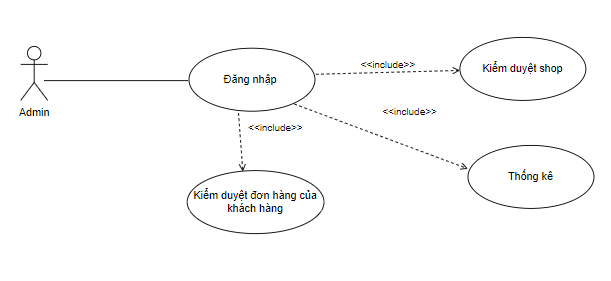 <<include>>
Kiểm duyệt shop
Đăng nhập
Admin
<<include>>
<<include>>
Thống kê
Kiểm duyệt đơn hàng của
khách hàng